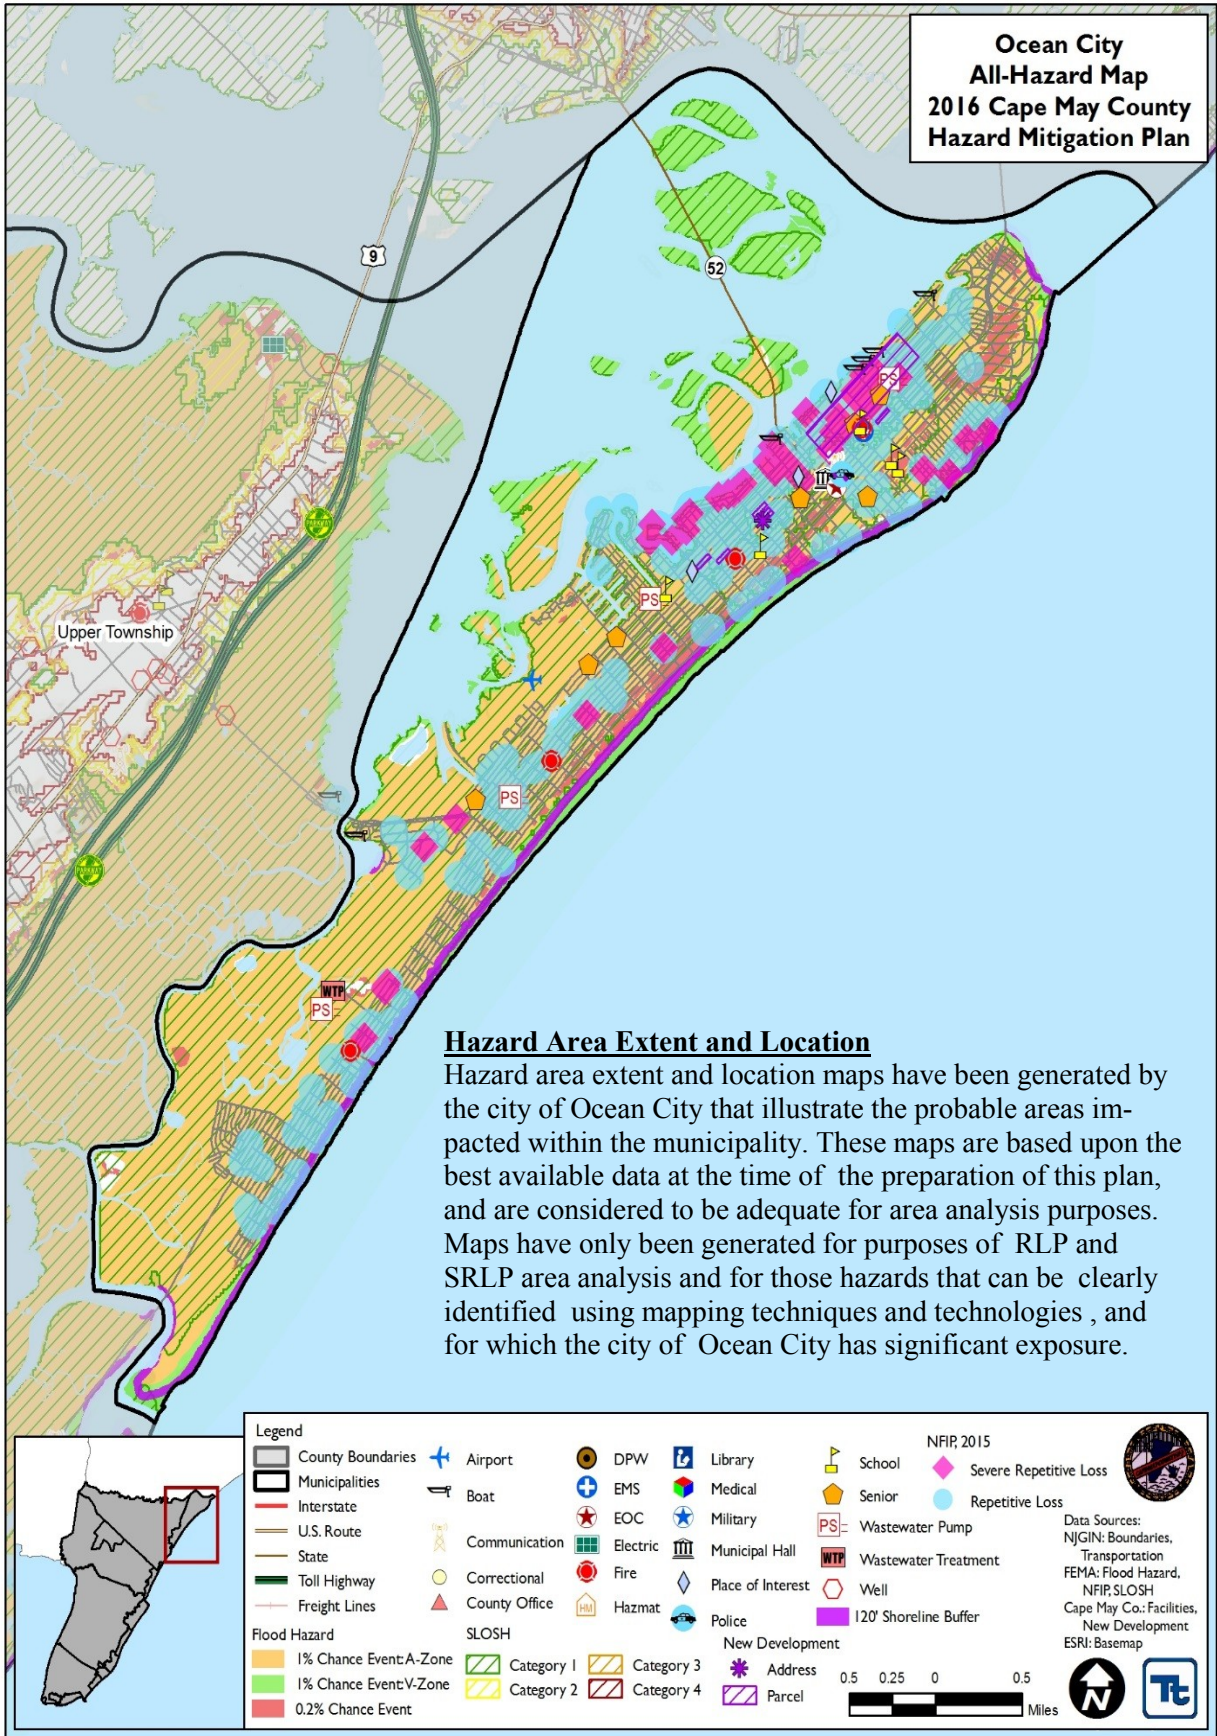 Ocean City
All-Hazard Map
2016 Cape May County
Hazard Mitigation Plan
9
52
PS
PARKWAY
Upper Township
PS
PS
PARKWAY
WTP
PS
Hazard Area Extent and Location
Hazard area extent and location maps have been generated by
the city of Ocean City that illustrate the probable areas im-
pacted within the municipality. These maps are based upon the
best available data at the time of the preparation of this plan,
and are considered to be adequate for area analysis purposes.
Maps have only been generated for purposes of RLP and
SRLP area analysis and for those hazards that can be clearly
identified using mapping techniques and technologies , and
for which the city of Ocean City has significant exposure.
Legend
County Boundaries
Municipalities
Interstate
U.S. Route
State
Toll Highway
Freight Lines
Flood Hazard
1% Chance Event:A-Zone
1% Chance Event:V-Zone
0.2% Chance Event
Airport
Boat
Communication
Correctional
County Office
SLOSH
Category 1
Category 2
Category 3
Category 4
DPW
EMS
EOC
Electric
Fire
HM Hazmat
Library
Medical
Military
Municipal Hall
Place of Interest
Police
New Development
Address
Parcel
School
Senior
PS Wastewater Pump
WTP Wastewater Treatment
Well
120' Shoreline Buffer
NFIP, 2015
Severe Repetitive Loss
Repetitive Loss
Data Sources:
NJGIN: Boundaries,
Transportation
FEMA: Flood Hazard,
NFIP, SLOSH
Cape May Co.: Facilities,
New Development
ESRI: Basemap
0.5 0.25 0 0.5
Miles
N
Tt